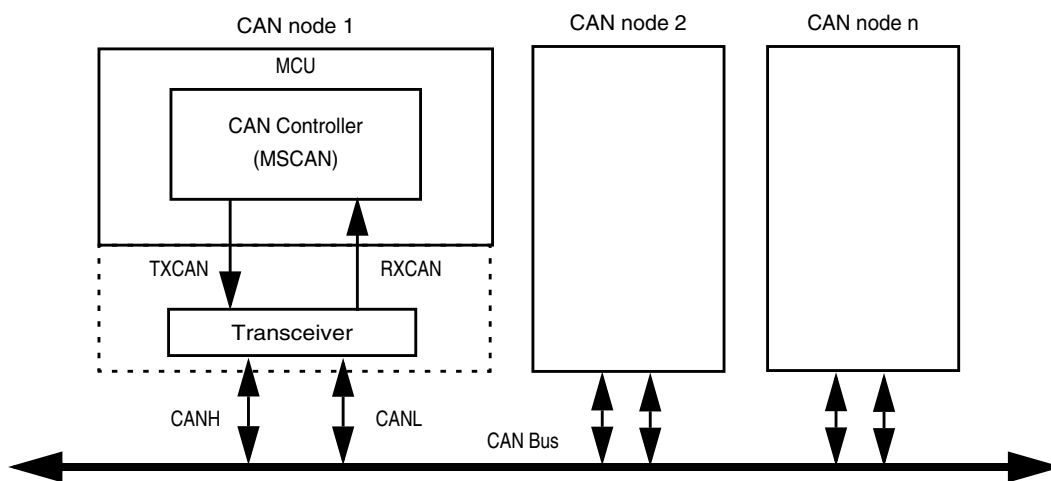 CAN node 1
CAN node 2
CAN node n
MCU
CAN Controller
(MSCAN)
TXCAN
RXCAN
Transceiver
CANH
CANL
CAN Bus